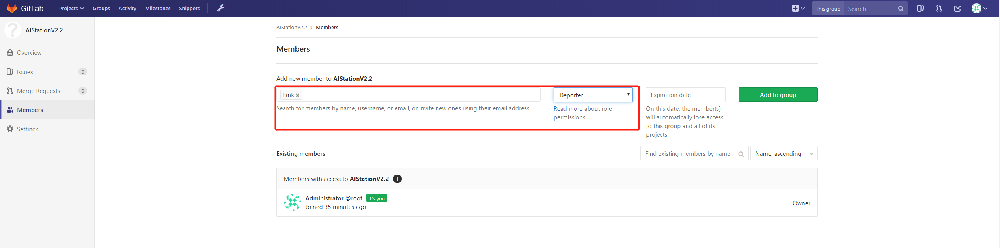 GitLab Projects Groups Activity Milestones Snippets This group Search
AIStationV2.2
Overview
Issues 0
Merge Requests 0
Members
Settings
AIStationV2.2 > Members
Members
Add new member to AIStationV2.2
limk × Reporter Expiration date Add to group
Search for members by name, username, or email, or invite new ones using their email address.
Read more about role
permissions
On this date, the member(s)
will automatically lose access
to this group and all of its
projects.
Existing members Find existing members by name Name, ascending
Members with access to AIStationV2.2 1
Administrator @root It's you
Joined 35 minutes ago
Owner